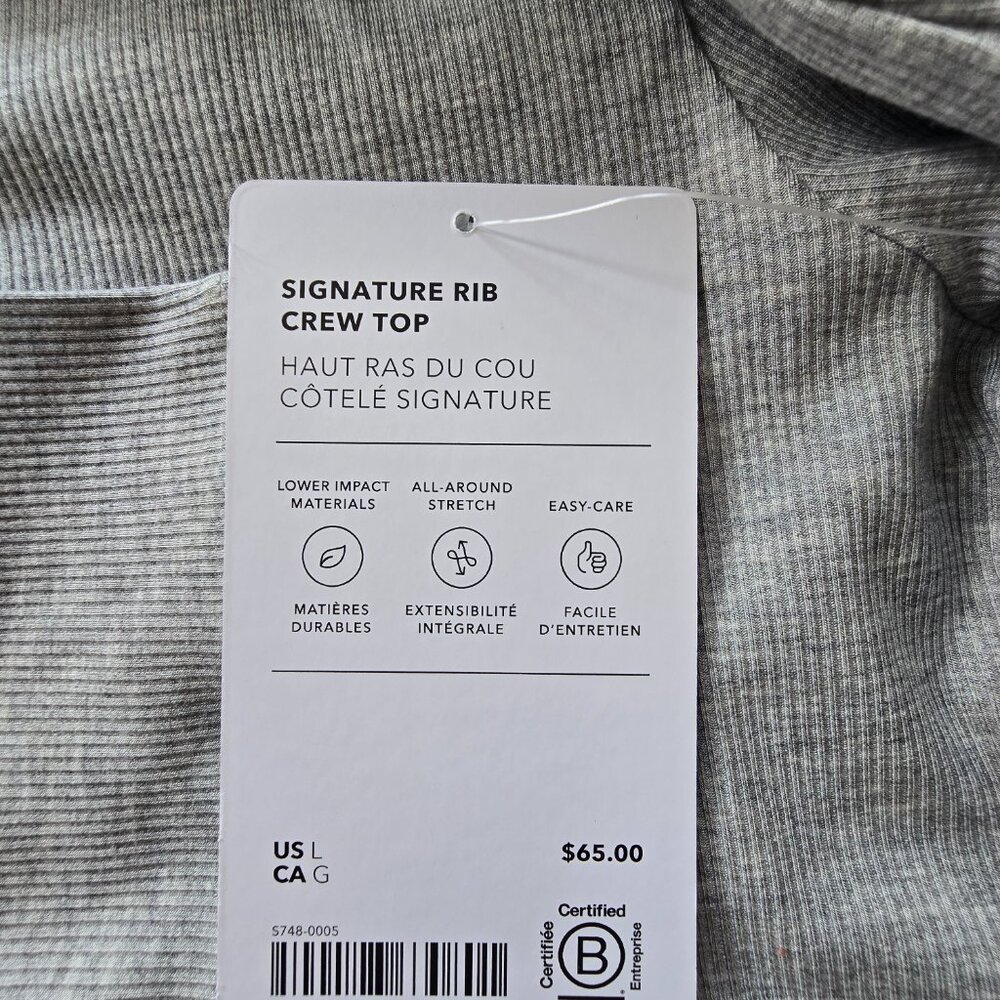 SIGNATURE RIB
CREW TOP
HAUT RAS DU COU
CÔTELÉ SIGNATURE
LOWER IMPACT
MATERIALS
ALL-AROUND
STRETCH
EASY-CARE
MATIÈRES
DURABLES
EXTENSIBILITÉ
INTÉGRALE
FACILE
D'ENTRETIEN
US L
CA G
$65.00
S748-0005
Certified
Certifiée
B
Entreprise